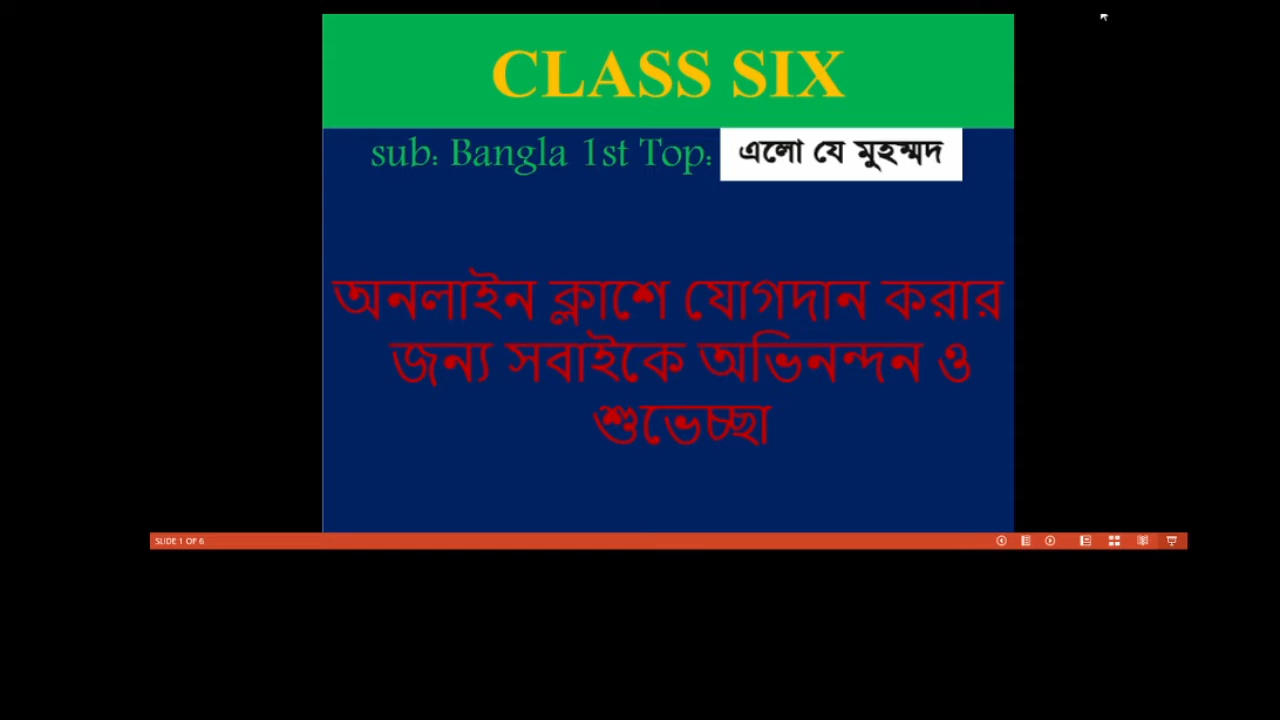 CLASS SIX
sub: Bangla 1st Top: এলো যে মুহম্মদ
অনলাইন ক্লাশে যোগদান করার
জন্য সবাইকে অভিনন্দন ও
শুভেচ্ছা
SLIDE 1 OF 6